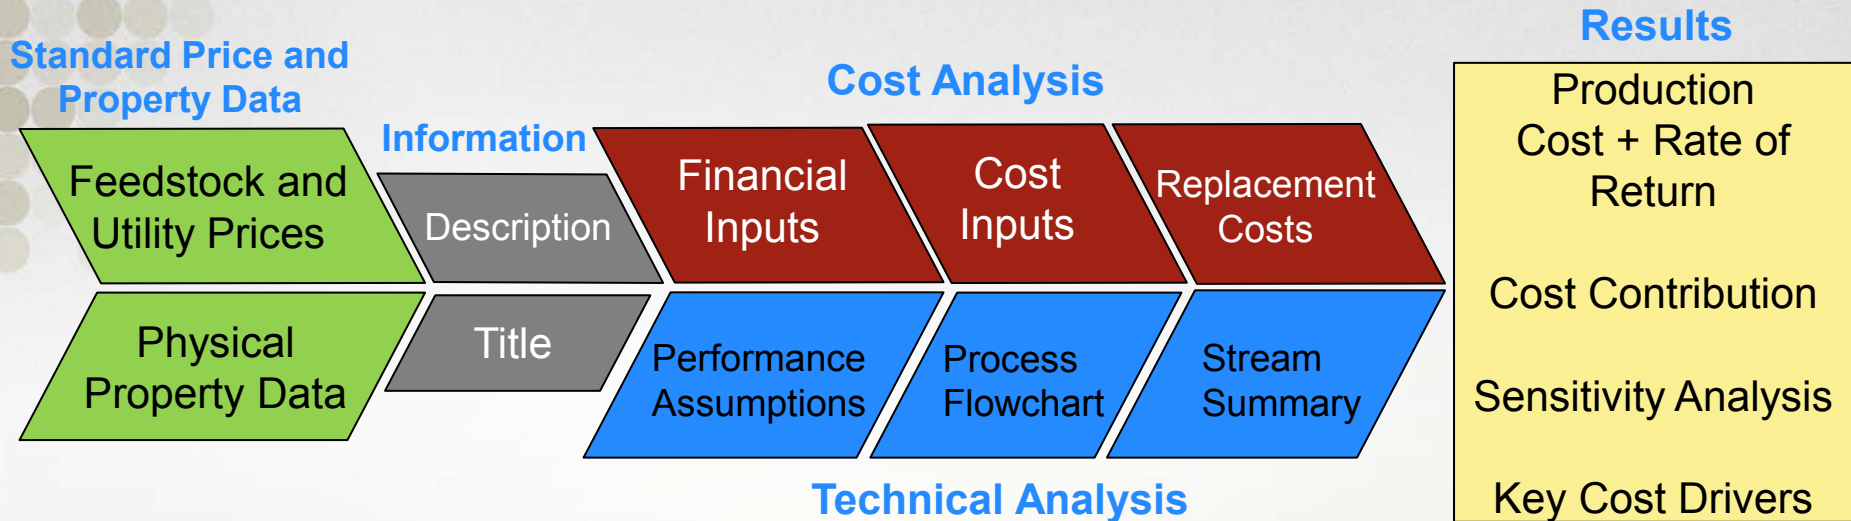 Standard Price and
Property Data
Feedstock and
Utility Prices
Physical
Property Data
Information
Description
Title
Cost Analysis
Financial
Inputs
Cost
Inputs
Replacement
Costs
Performance
Assumptions
Process
Flowchart
Stream
Summary
Technical Analysis
Results
Production
Cost + Rate of
Return
Cost Contribution
Sensitivity Analysis
Key Cost Drivers